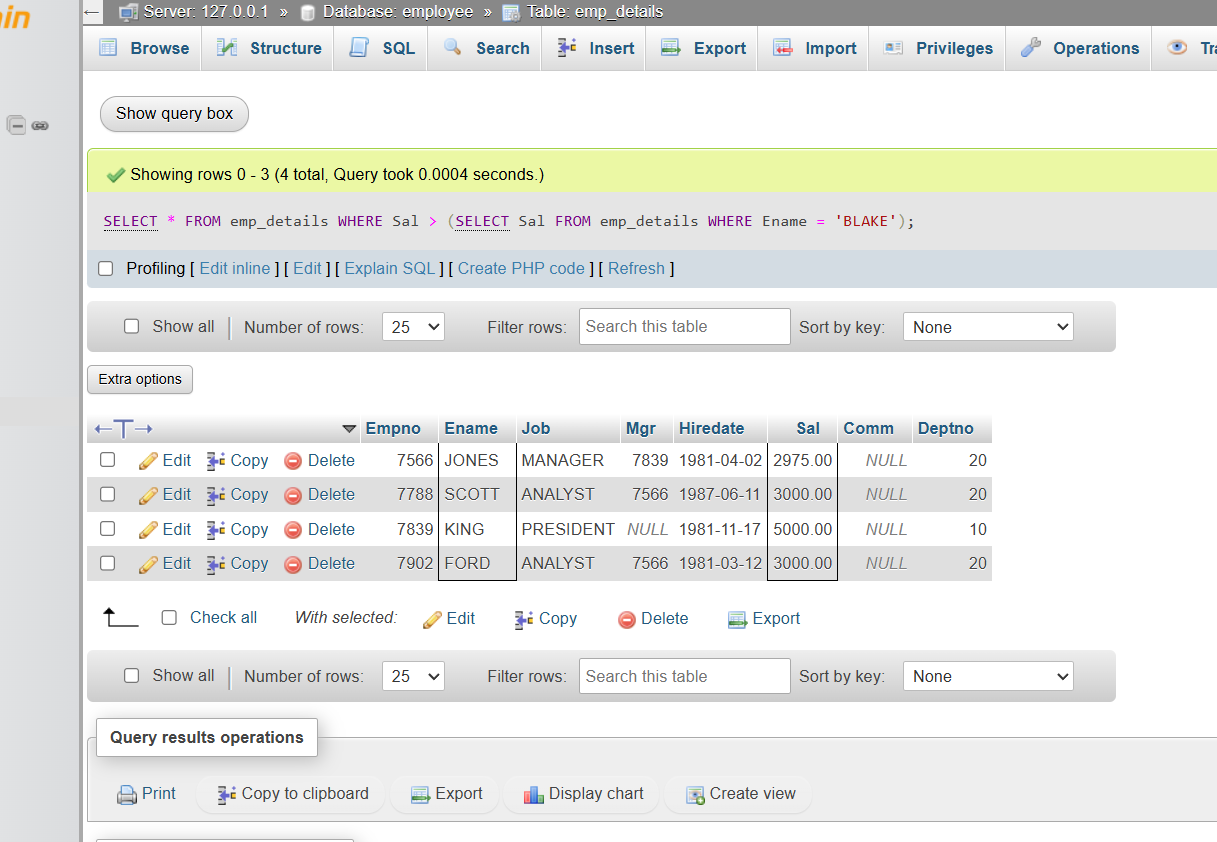 in
← Server: 127.0.0.1 » Database: employee » Table: emp_details
Browse Structure SQL Search Insert Export Import Privileges Operations Tra
Show query box
Showing rows 0 - 3 (4 total, Query took 0.0004 seconds.)
SELECT * FROM emp_details WHERE Sal > (SELECT Sal FROM emp_details WHERE Ename = 'BLAKE');
Profiling [ Edit inline ] [ Edit ] [ Explain SQL ] [ Create PHP code ] [ Refresh ]
Show all Number of rows: 25 Filter rows: Search this table Sort by key: None
Extra options
←T→ Empno Ename Job Mgr Hiredate Sal Comm Deptno
Edit Copy Delete 7566 JONES MANAGER 7839 1981-04-02 2975.00 NULL 20
Edit Copy Delete 7788 SCOTT ANALYST 7566 1987-06-11 3000.00 NULL 20
Edit Copy Delete 7839 KING PRESIDENT NULL 1981-11-17 5000.00 NULL 10
Edit Copy Delete 7902 FORD ANALYST 7566 1981-03-12 3000.00 NULL 20
Check all With selected: Edit Copy Delete Export
Show all Number of rows: 25 Filter rows: Search this table Sort by key: None
Query results operations
Print Copy to clipboard Export Display chart Create view